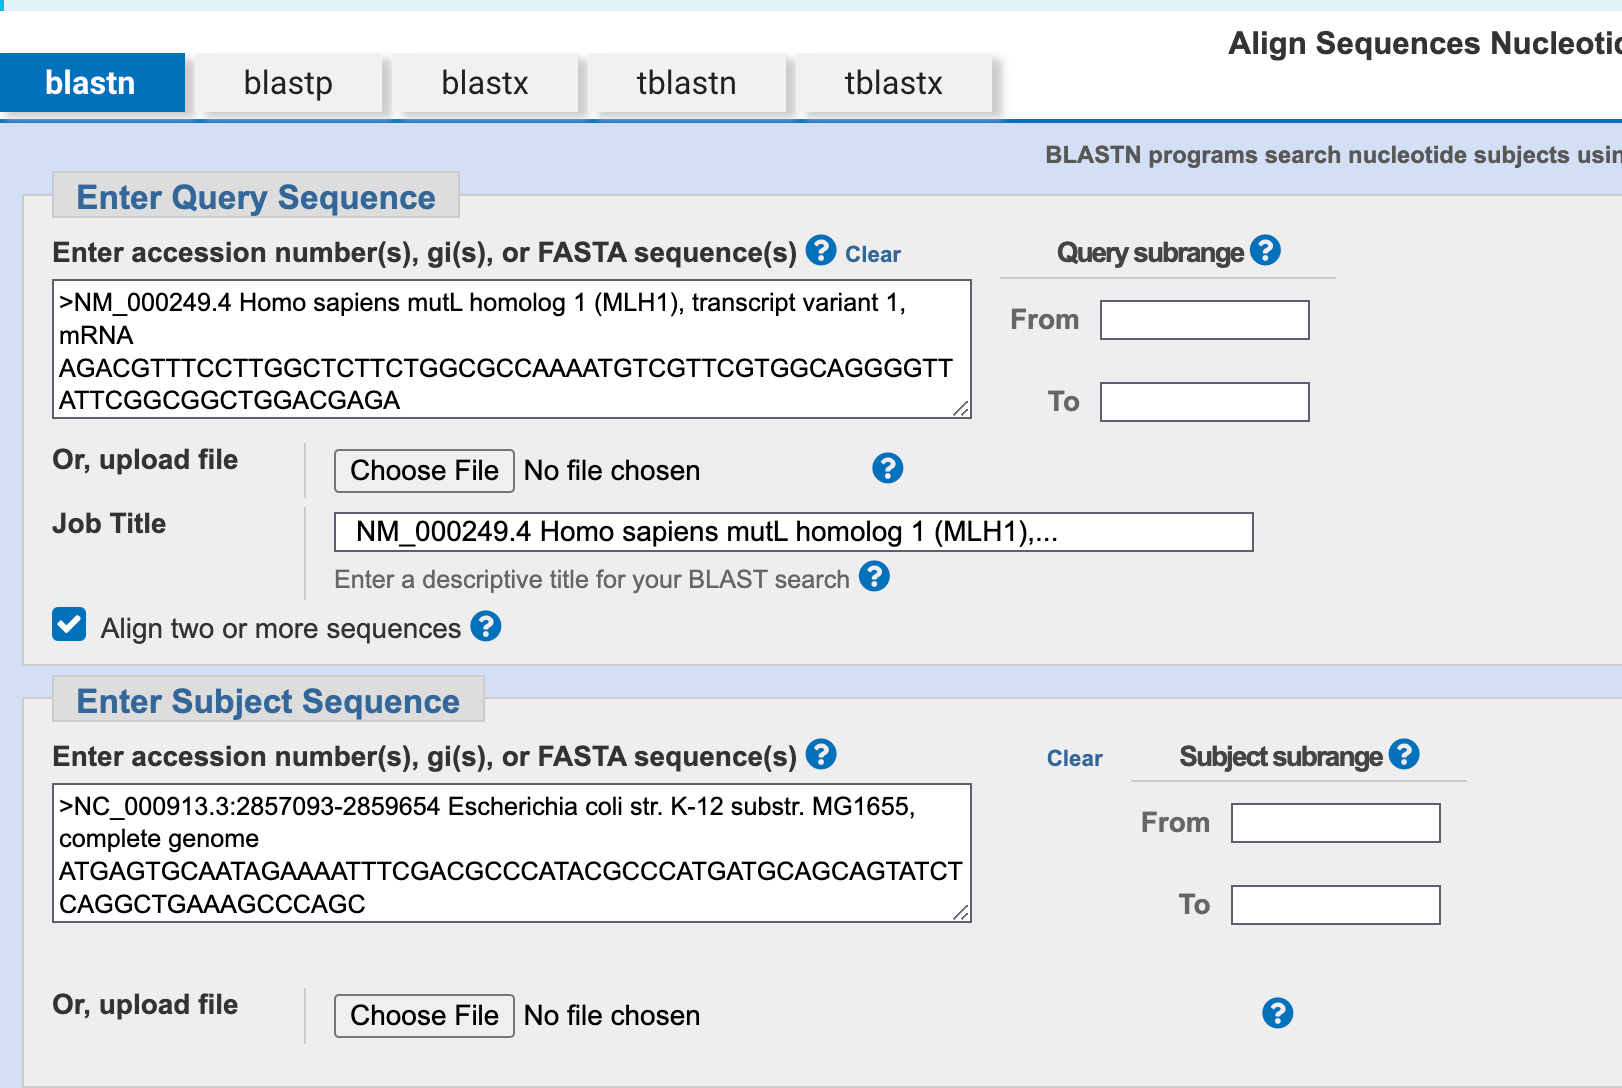 Align Sequences Nucleotic
blastn blastp blastx tblastn tblastx
BLASTN programs search nucleotide subjects usin
Enter Query Sequence
Enter accession number(s), gi(s), or FASTA sequence(s) ? Clear
Query subrange ?
>NM_000249.4 Homo sapiens mutL homolog 1 (MLH1), transcript variant 1,
mRNA
AGACGTTTCCTTGGCTCTTCTGGCGCCAAAATGTCGTTCGTGGCAGGGGTT
ATTCGGCGGCTGGACGAGA
From
To
Or, upload file
Choose File No file chosen ?
Job Title
NM_000249.4 Homo sapiens mutL homolog 1 (MLH1),...
Enter a descriptive title for your BLAST search ?
Align two or more sequences ?
Enter Subject Sequence
Enter accession number(s), gi(s), or FASTA sequence(s) ? Clear
Subject subrange ?
>NC_000913.3:2857093-2859654 Escherichia coli str. K-12 substr. MG1655,
complete genome
ATGAGTGCAATAGAAAATTTCGACGCCCATACGCCCATGATGCAGCAGTATCT
CAGGCTGAAAGCCCAGC
From
To
Or, upload file
Choose File No file chosen ?